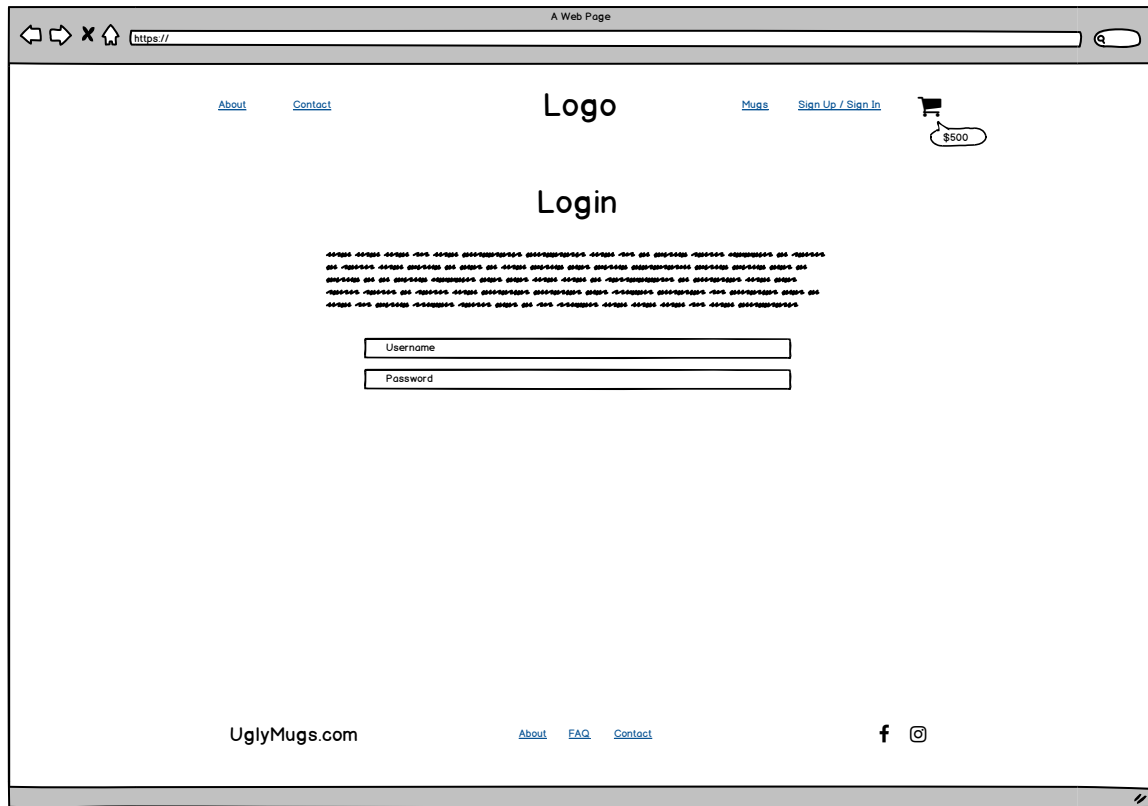 A Web Page
https://
About Contact Logo Mugs Sign Up / Sign In
$500
Login
Username
Password
UglyMugs.com About FAQ Contact